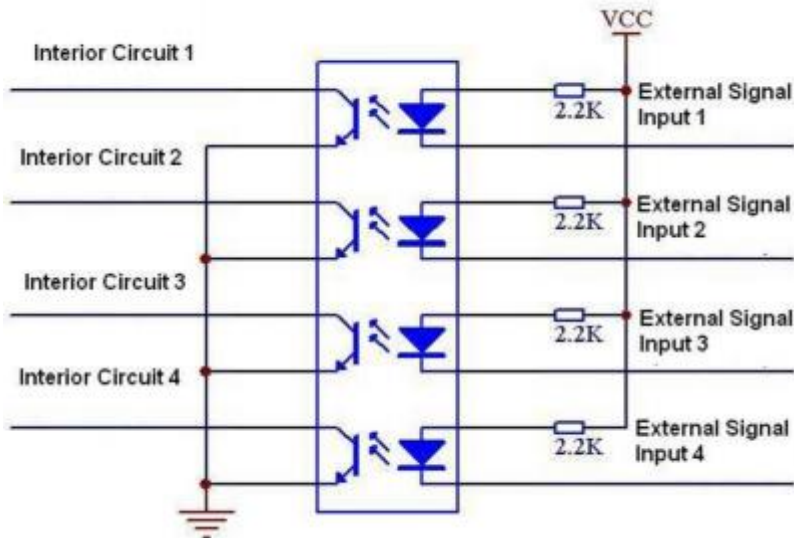 VCC
Interior Circuit 1
2.2K
External Signal
Input 1
Interior Circuit 2
2.2K
External Signal
Input 2
Interior Circuit 3
2.2K
External Signal
Input 3
Interior Circuit 4
2.2K
External Signal
Input 4